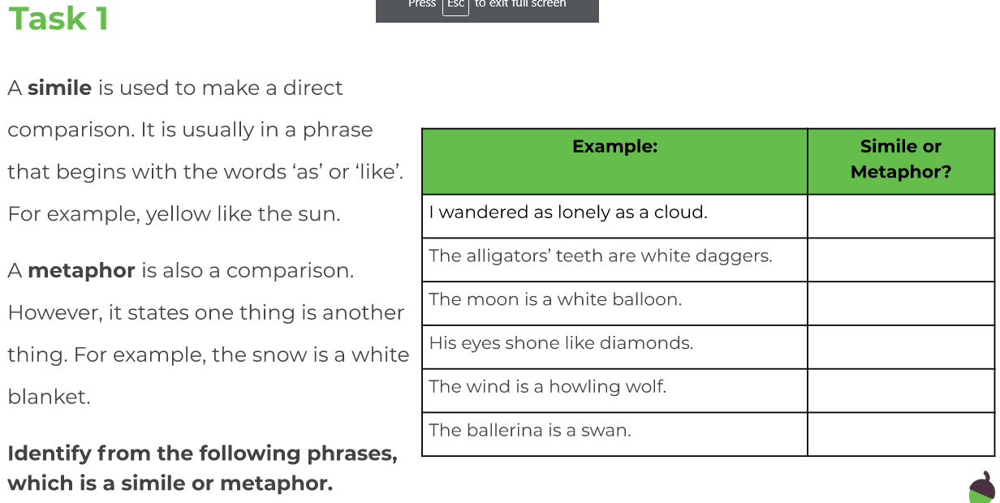 Press Esc to exit full screen
Task 1
A simile is used to make a direct
comparison. It is usually in a phrase
that begins with the words ‘as’ or ‘like’.
For example, yellow like the sun.
A metaphor is also a comparison.
However, it states one thing is another
thing. For example, the snow is a white
blanket.
Identify from the following phrases,
which is a simile or metaphor.
Example:
Simile or
Metaphor?
I wandered as lonely as a cloud.
The alligators’ teeth are white daggers.
The moon is a white balloon.
His eyes shone like diamonds.
The wind is a howling wolf.
The ballerina is a swan.